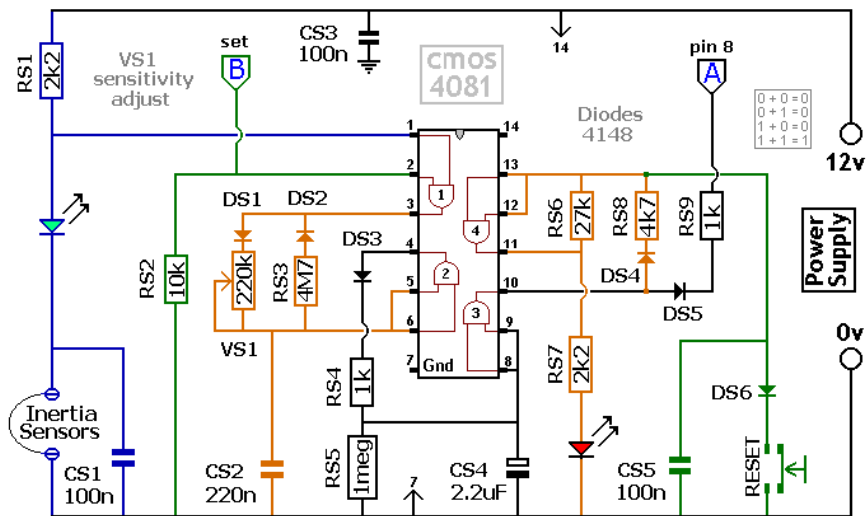 RS1
2k2
VS1
sensitivity
adjust
set
B
CS3
100n
cmos
4081
14
pin 8
A
Diodes
4148
0 + 0 = 0
0 + 1 = 0
1 + 0 = 0
1 + 1 = 1
12v
Power
Supply
0v
1
2
3
4
5
6
7
Gnd
14
13
12
11
10
9
8
1
2
3
4
DS1
DS2
DS3
RS2
10k
220k
RS3
4M7
VS1
RS4
1k
RS5
1meg
RS6
27k
RS8
4k7
RS9
1k
DS4
DS5
RS7
2k2
DS6
RESET
Inertia
Sensors
CS1
100n
CS2
220n
7
CS4
2.2uF
CS5
100n